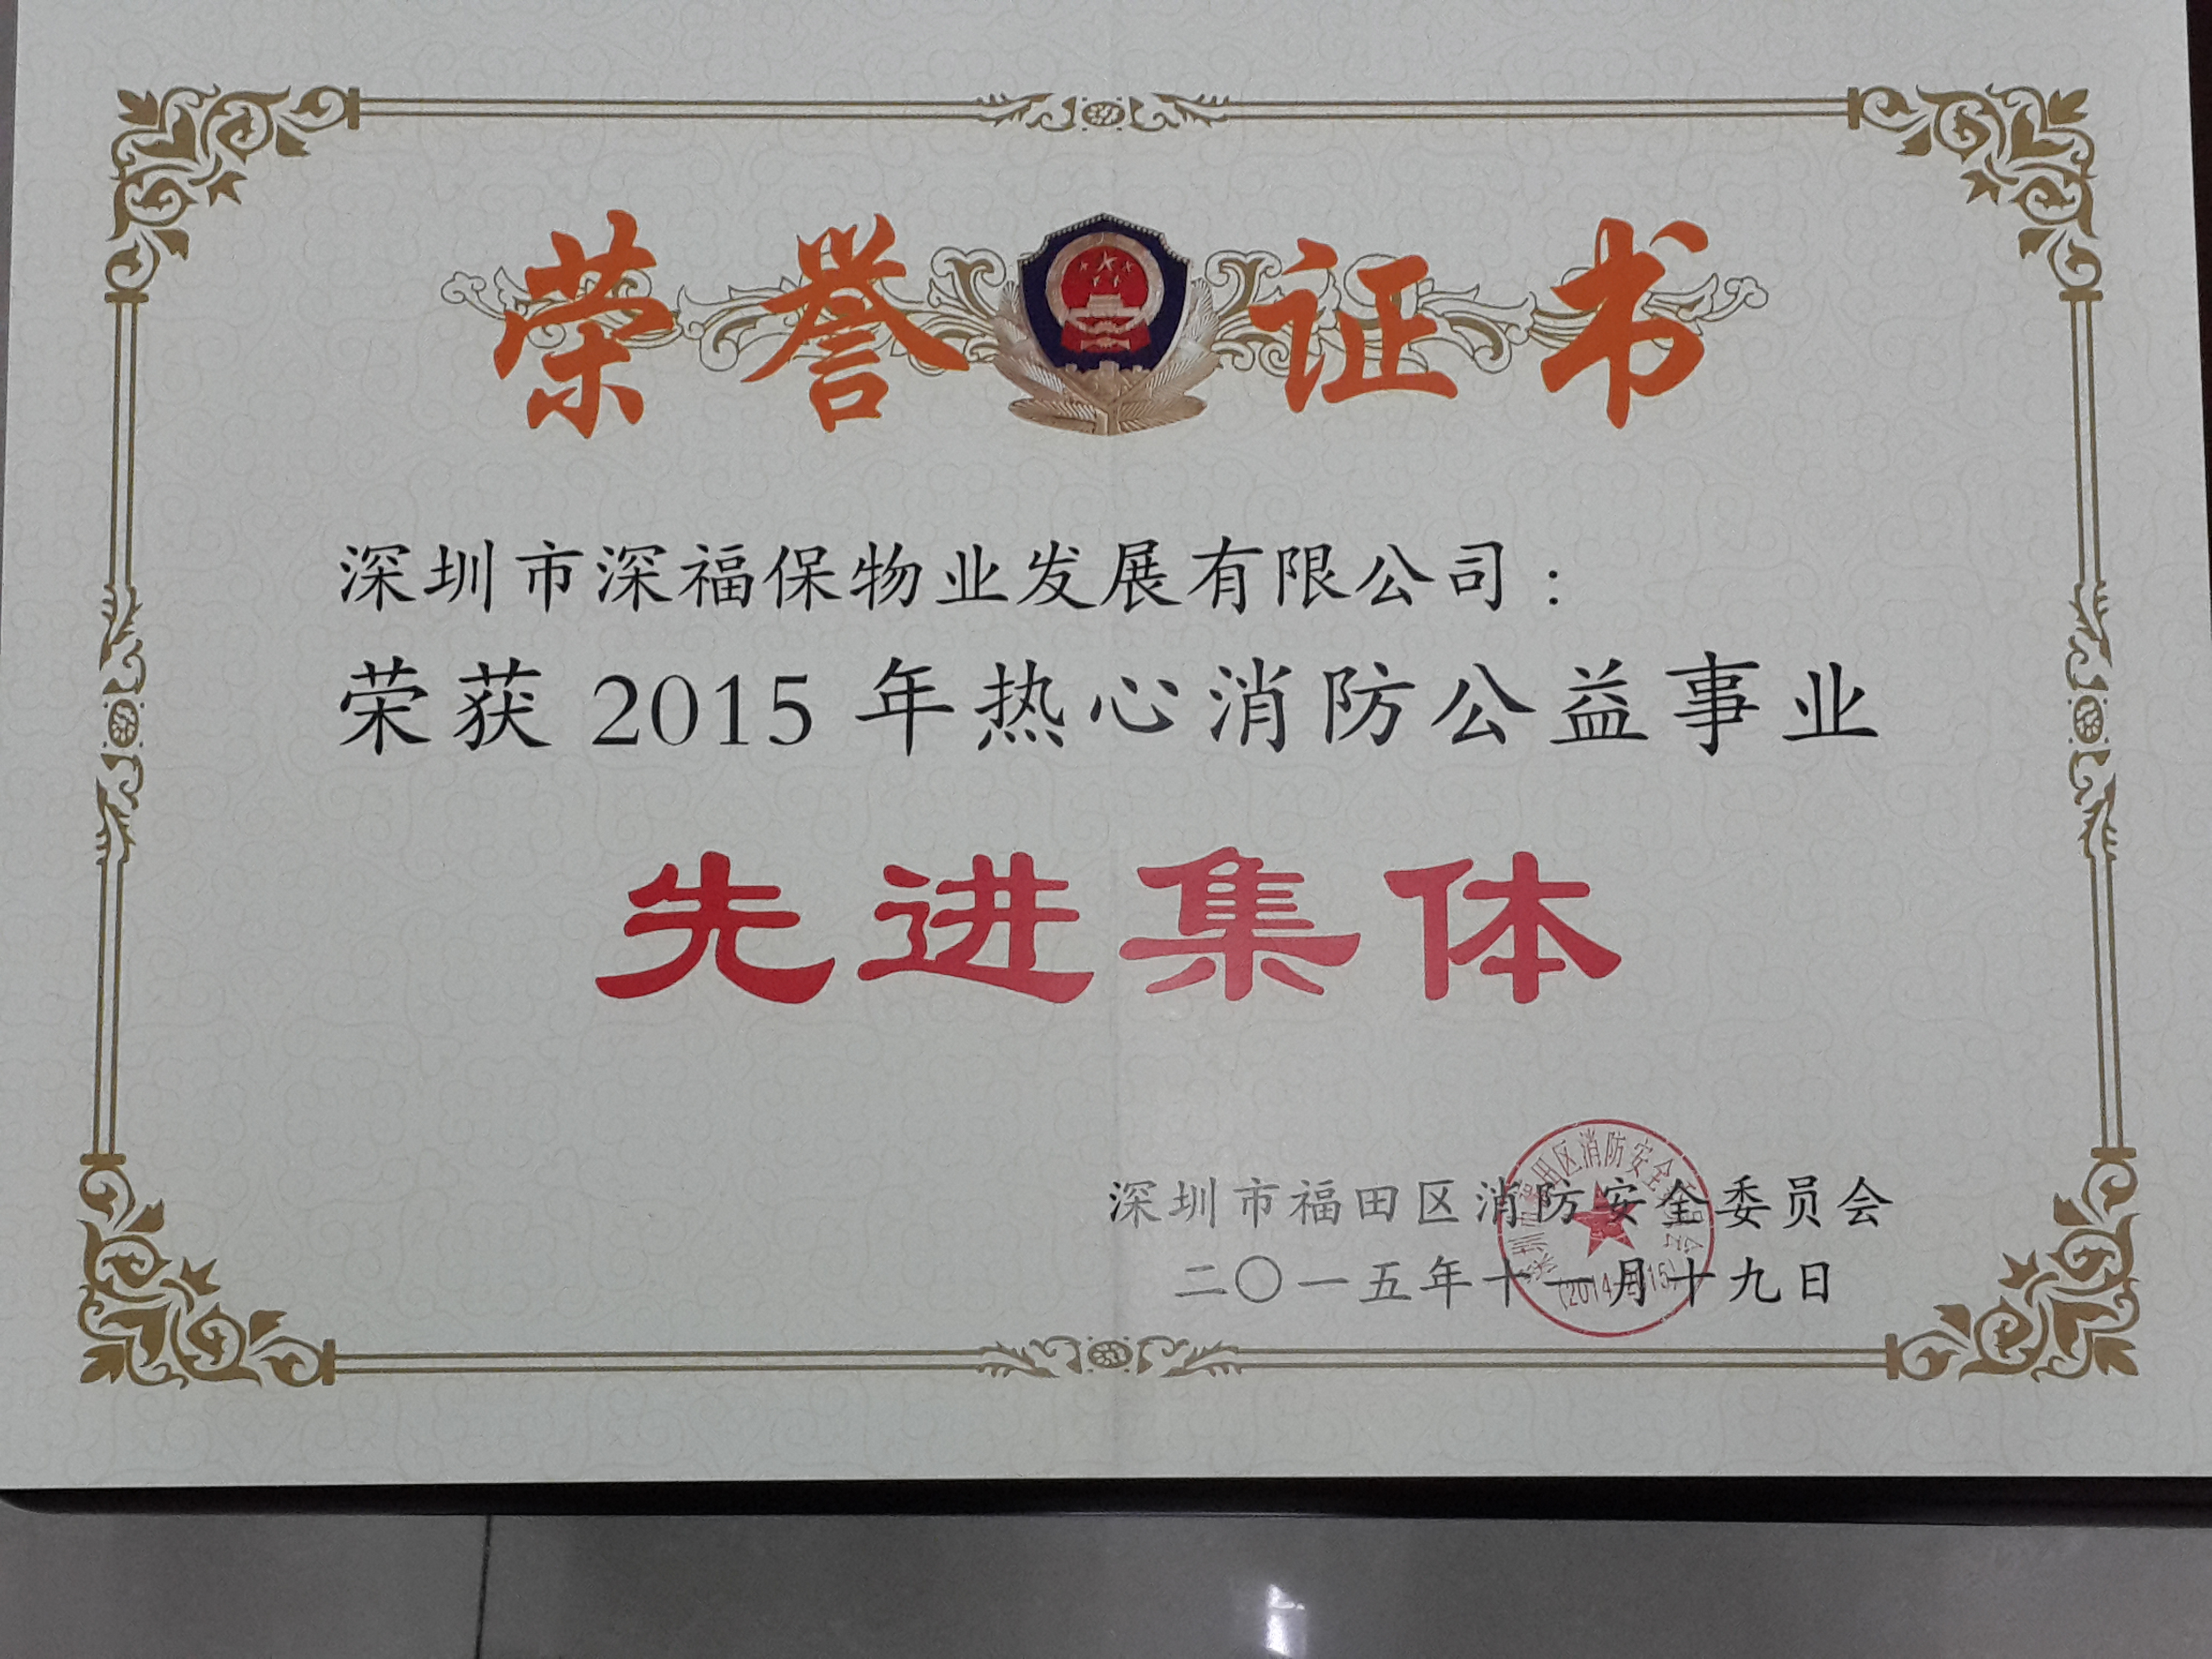 荣誉证书
深圳市深福保物业发展有限公司：
荣获2015年热心消防公益事业
先进集体
深圳市福田区消防安全委员会
二〇一五年十一月十九日